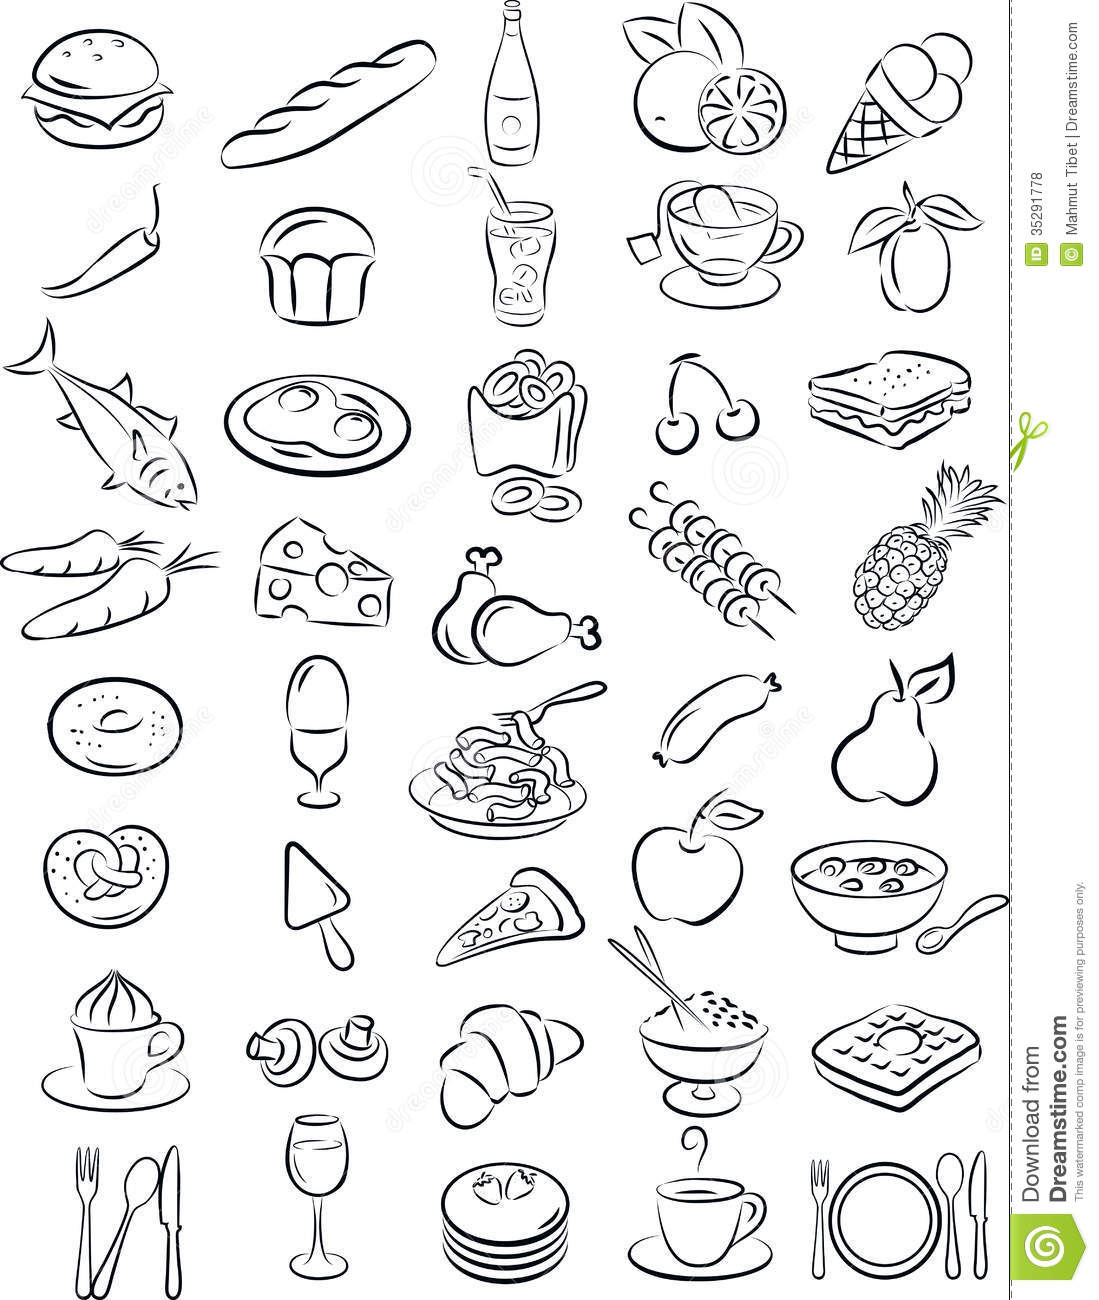 ID 35291778
© Mahmut Tibet | Dreamstime.com
Download from
Dreamstime.com
This watermarked comp image is for previewing purposes only.
dreamstime